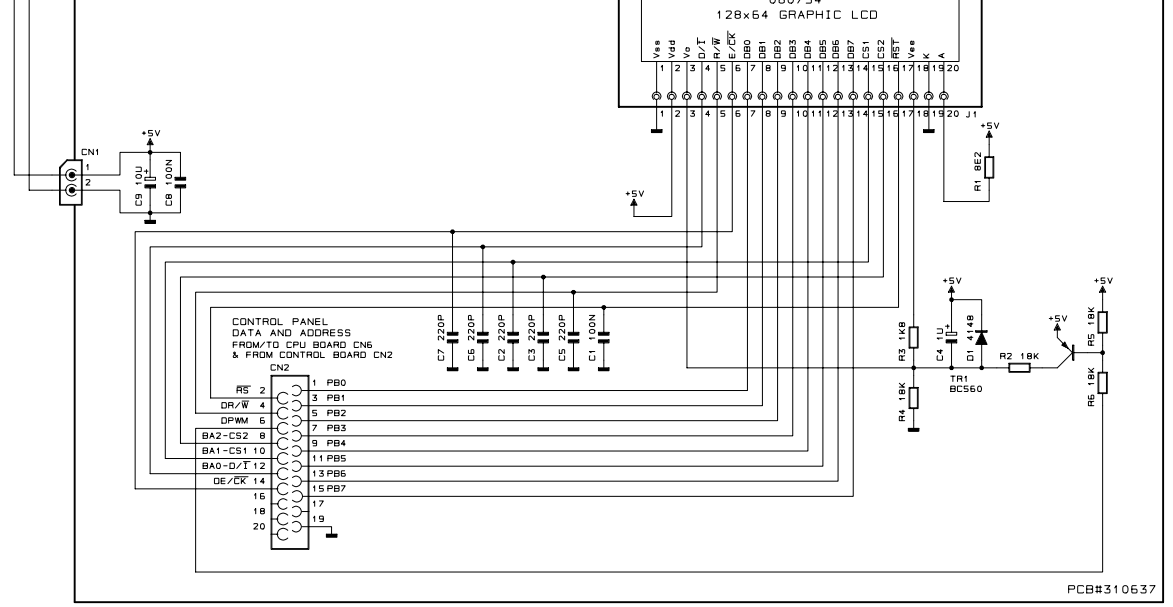 128x64 GRAPHIC LCD
Vss Vdd Vo D/I R/W E/CK DB0 DB1 DB2 DB3 DB4 DB5 DB6 DB7 CS1 CS2 RST Vee K A
1 2 3 4 5 6 7 8 9 10 11 12 13 14 15 16 17 18 19 20
1 2 3 4 5 6 7 8 9 10 11 12 13 14 15 16 17 18 19 20
J1
+5V
R1 8E2
+5V
CN1
1
2
C9 10U
+
C8 100N
+5V
CONTROL PANEL
DATA AND ADDRESS
FROM/TO CPU BOARD CN6
& FROM CONTROL BOARD CN2
C7 220P
C6 220P
C2 220P
C3 220P
C5 220P
C1 100N
R3 1K8
R4 18K
+5V
C4 1U
+
D1 4148
R2 18K
+5V
TR1
BC560
+5V
R5 18K
R6 18K
CN2
RS 2
DR/W 4
DPWM 6
BA2-CS2 8
BA1-CS1 10
BA0-D/I 12
DE/CK 14
16
18
20
1 PB0
3 PB1
5 PB2
7 PB3
9 PB4
11 PB5
13 PB6
15 PB7
17
19
PCB#310637